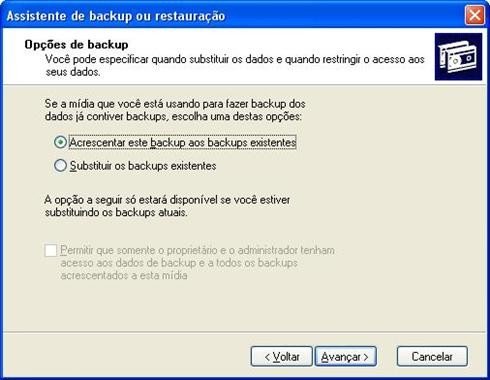 Assistente de backup ou restauração
Opções de backup
Você pode especificar quando substituir os dados e quando restringir o acesso aos
seus dados.
Se a mídia que você está usando para fazer backup dos
dados já contiver backups, escolha uma destas opções:
Acrescentar este backup aos backups existentes
Substituir os backups existentes
A opção a seguir só estará disponível se você estiver
substituindo os backups atuais.
Permitir que somente o proprietário e o administrador tenham
acesso aos dados de backup e a todos os backups
acrescentados a esta mídia
< Voltar
Avançar >
Cancelar